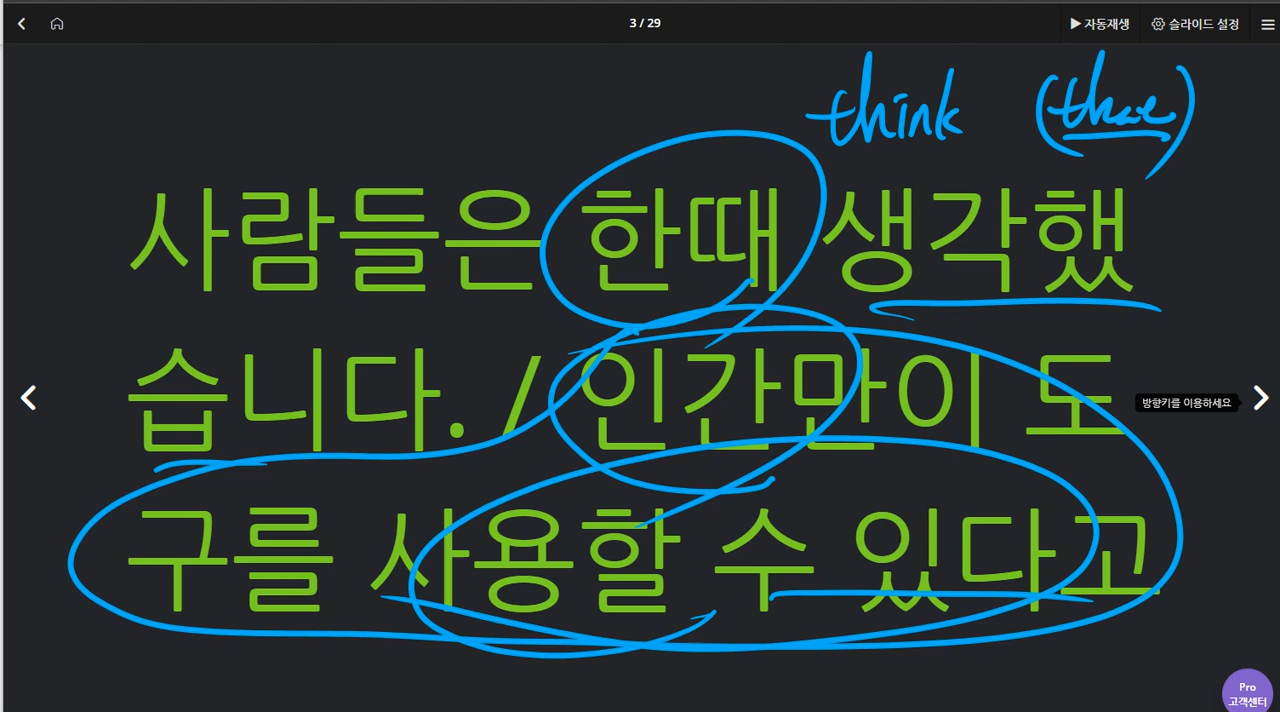 3 / 29
▶ 자동재생
슬라이드 설정
think
사람들은 한때 생각했
습니다. / 인간만이 도
방향키를 이용하세요
구를 사용할 수 있다고
Pro
고객센터